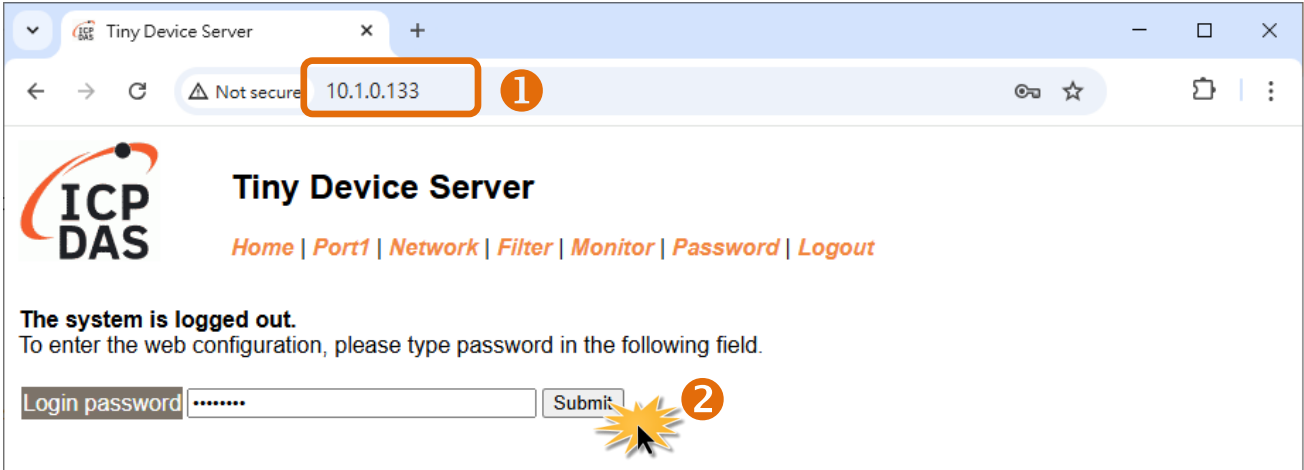 Tiny Device Server
Not secure 10.1.0.133 1
ICP
DAS
Tiny Device Server
Home | Port1 | Network | Filter | Monitor | Password | Logout
The system is logged out.
To enter the web configuration, please type password in the following field.
Login password •••••••• Submit 2